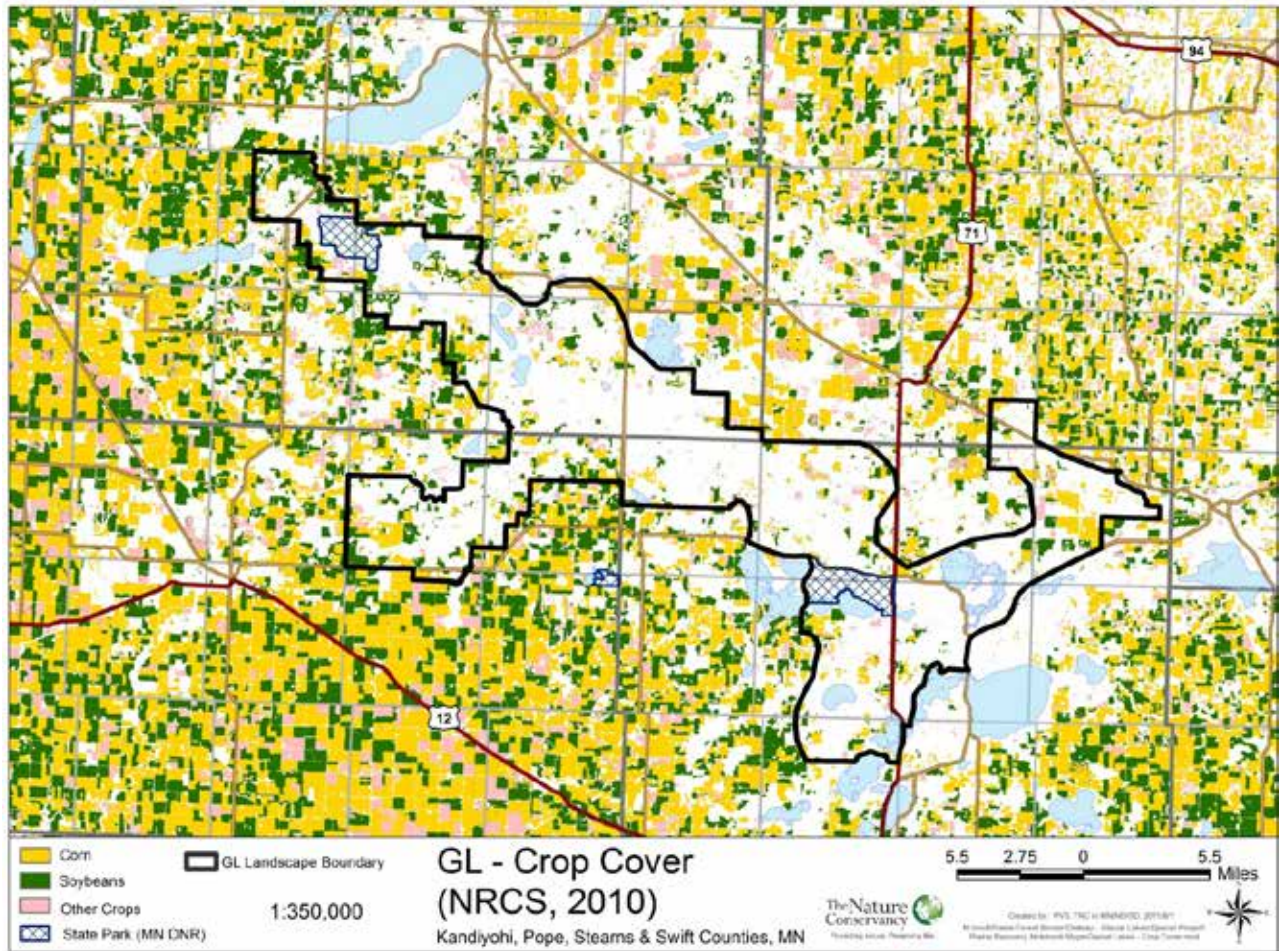 94
71
12
Corn
Soybeans
Other Crops
State Park (MN DNR)
GL Landscape Boundary
1:350,000
GL - Crop Cover
(NRCS, 2010)
Kandiyohi, Pope, Stearns & Swift Counties, MN
The Nature
Conservancy
5.5 2.75 0 5.5
Miles